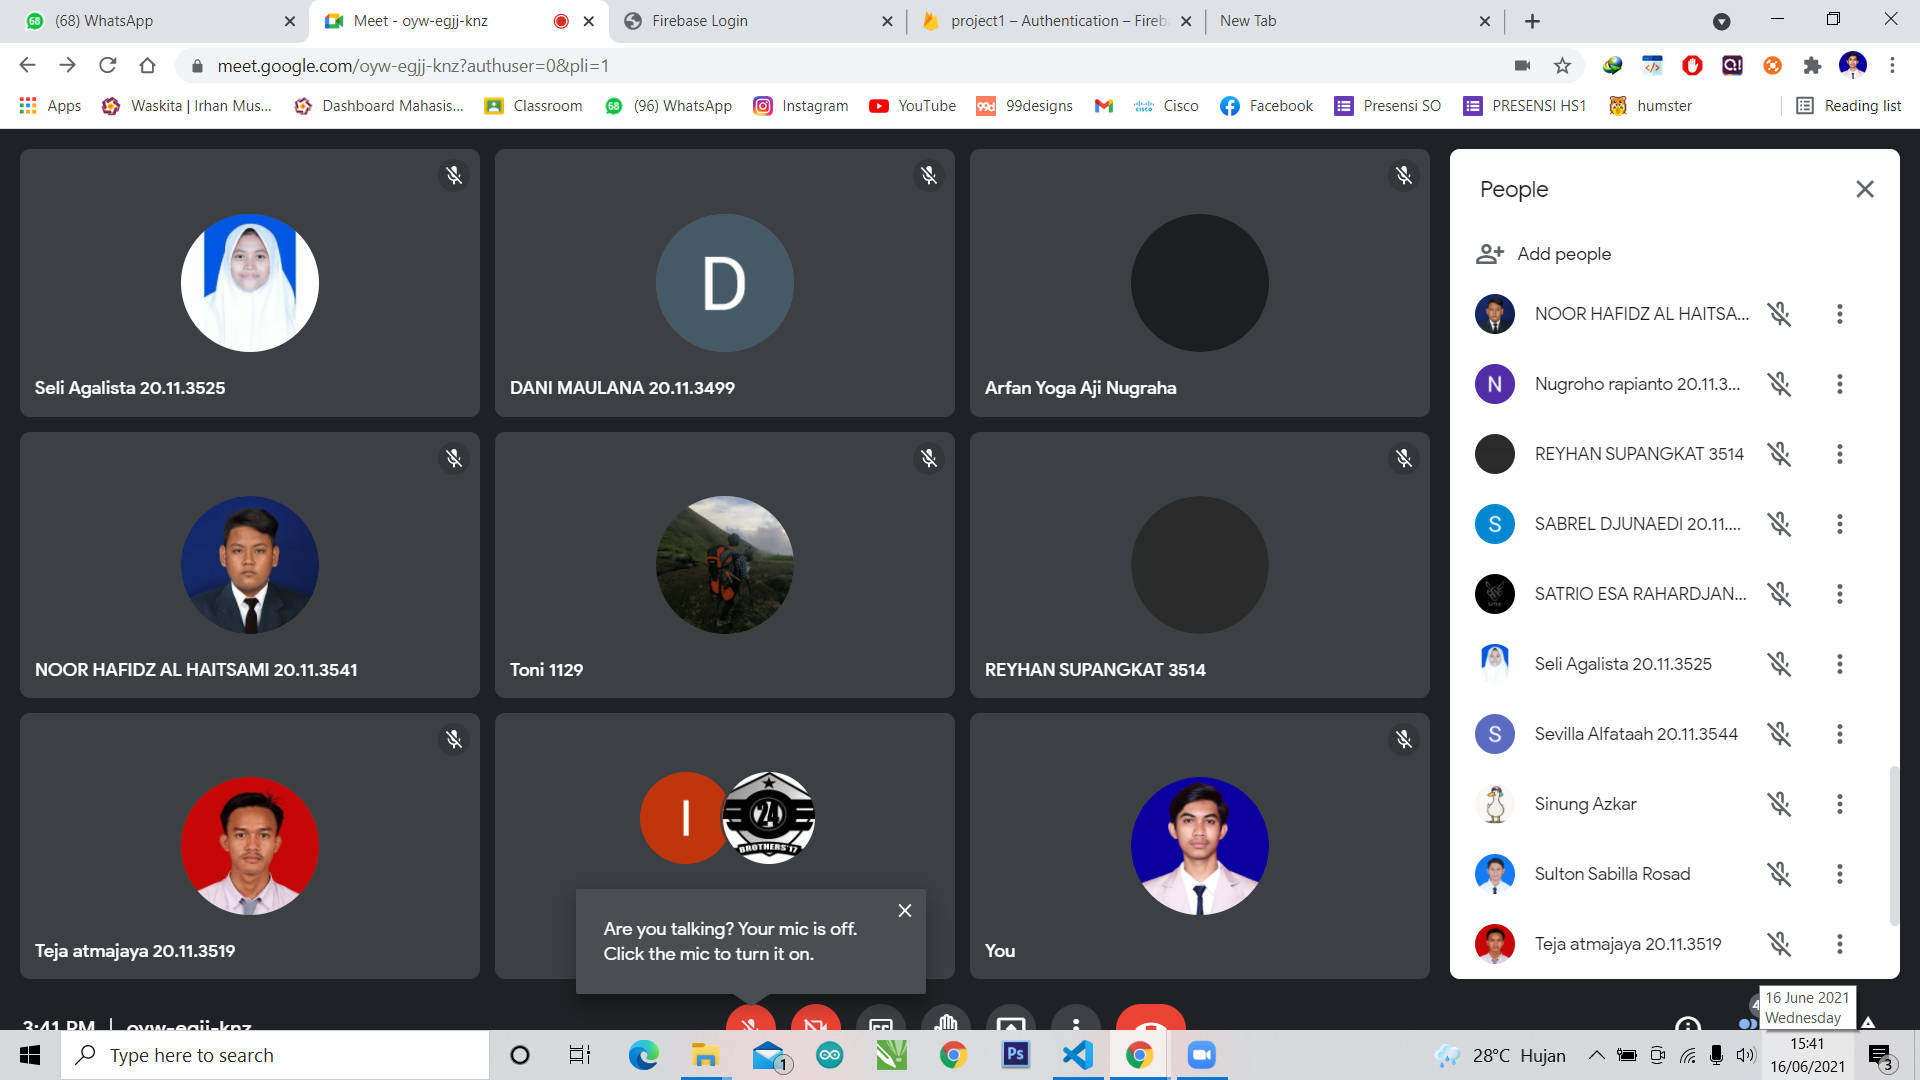 (68) WhatsApp
Meet - oyw-egjj-knz
Firebase Login
project1 – Authentication – Fireb
New Tab
meet.google.com/oyw-egjj-knz?authuser=0&pli=1
Apps
Waskita | Irhan Mus...
Dashboard Mahasis...
Classroom
(96) WhatsApp
Instagram
YouTube
99designs
Cisco
Facebook
Presensi SO
PRESENSI HS1
humster
Reading list
Seli Agalista 20.11.3525
D
DANI MAULANA 20.11.3499
Arfan Yoga Aji Nugraha
NOOR HAFIDZ AL HAITSAMI 20.11.3541
Toni 1129
REYHAN SUPANGKAT 3514
Teja atmajaya 20.11.3519
I
24
BROTHERS'17
You
Are you talking? Your mic is off.
Click the mic to turn it on.
People
Add people
NOOR HAFIDZ AL HAITSA...
N
Nugroho rapianto 20.11.3...
REYHAN SUPANGKAT 3514
S
SABREL DJUNAEDI 20.11....
SATRIO ESA RAHARDJAN...
Seli Agalista 20.11.3525
S
Sevilla Alfataah 20.11.3544
Sinung Azkar
Sulton Sabilla Rosad
Teja atmajaya 20.11.3519
3:41 PM | oyw-egjj-knz
16 June 2021
Wednesday
Type here to search
1
Ps
28°C Hujan
15:41
16/06/2021
3